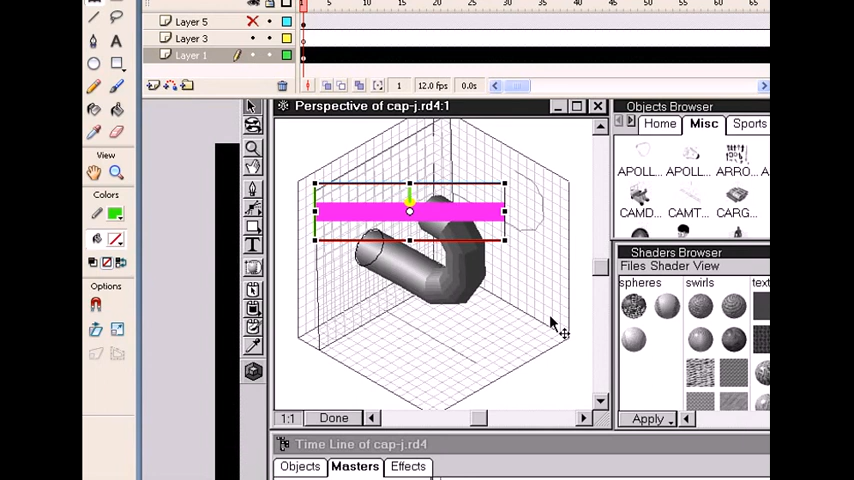 5 10 15 20 25 30 35 40 45 50 55 60 65
Layer 5
Layer 3
Layer 1
1 12.0 fps 0.0s
Perspective of cap-j.rd4:1
Objects Browser
Home Misc Sports
APOLL.. APOLL.. ARRO..
CAMD.. CAMT.. CARG..
View
Colors
Shaders Browser
Files Shader View
spheres swirls text
Options
1:1 Done
Apply
Time Line of cap-j.rd4
Objects Masters Effects